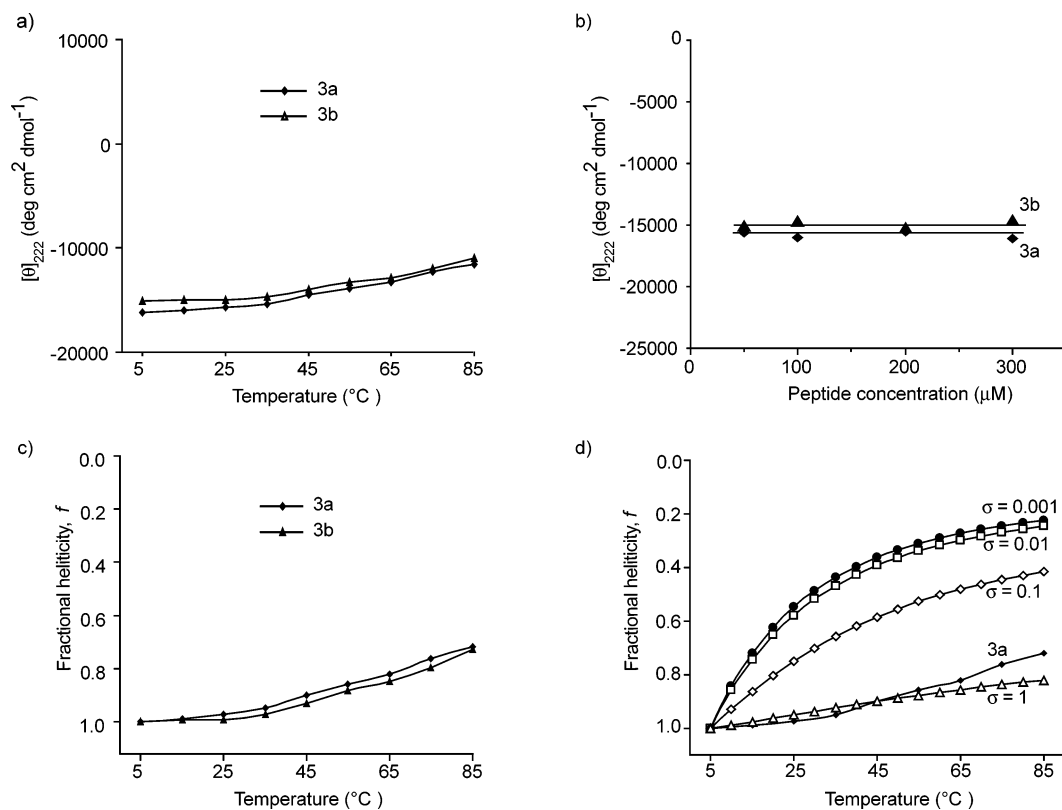 a)
10000
0
-10000
-20000
[θ]222 (deg cm2 dmol-1)
3a
3b
5 25 45 65 85
Temperature (°C )
b)
0
-5000
-10000
-15000
-20000
-25000
[θ]222 (deg cm2 dmol-1)
3b
3a
0 100 200 300
Peptide concentration (μM)
c)
0.0
0.2
0.4
0.6
0.8
1.0
Fractional heliticity, f
3a
3b
5 25 45 65 85
Temperature (°C )
d)
0.0
0.2
0.4
0.6
0.8
1.0
Fractional heliticity, f
σ = 0.001
σ = 0.01
σ = 0.1
3a
σ = 1
5 25 45 65 85
Temperature (°C )